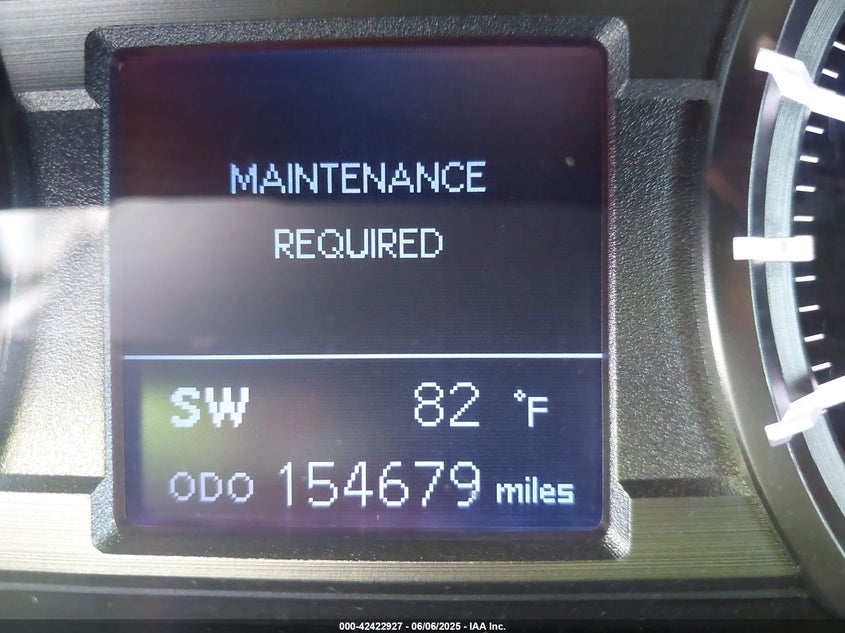 MAINTENANCE
REQUIRED
SW 82 °F
ODO 154679 miles
000-42422927 - 06/06/2025 - IAA Inc.